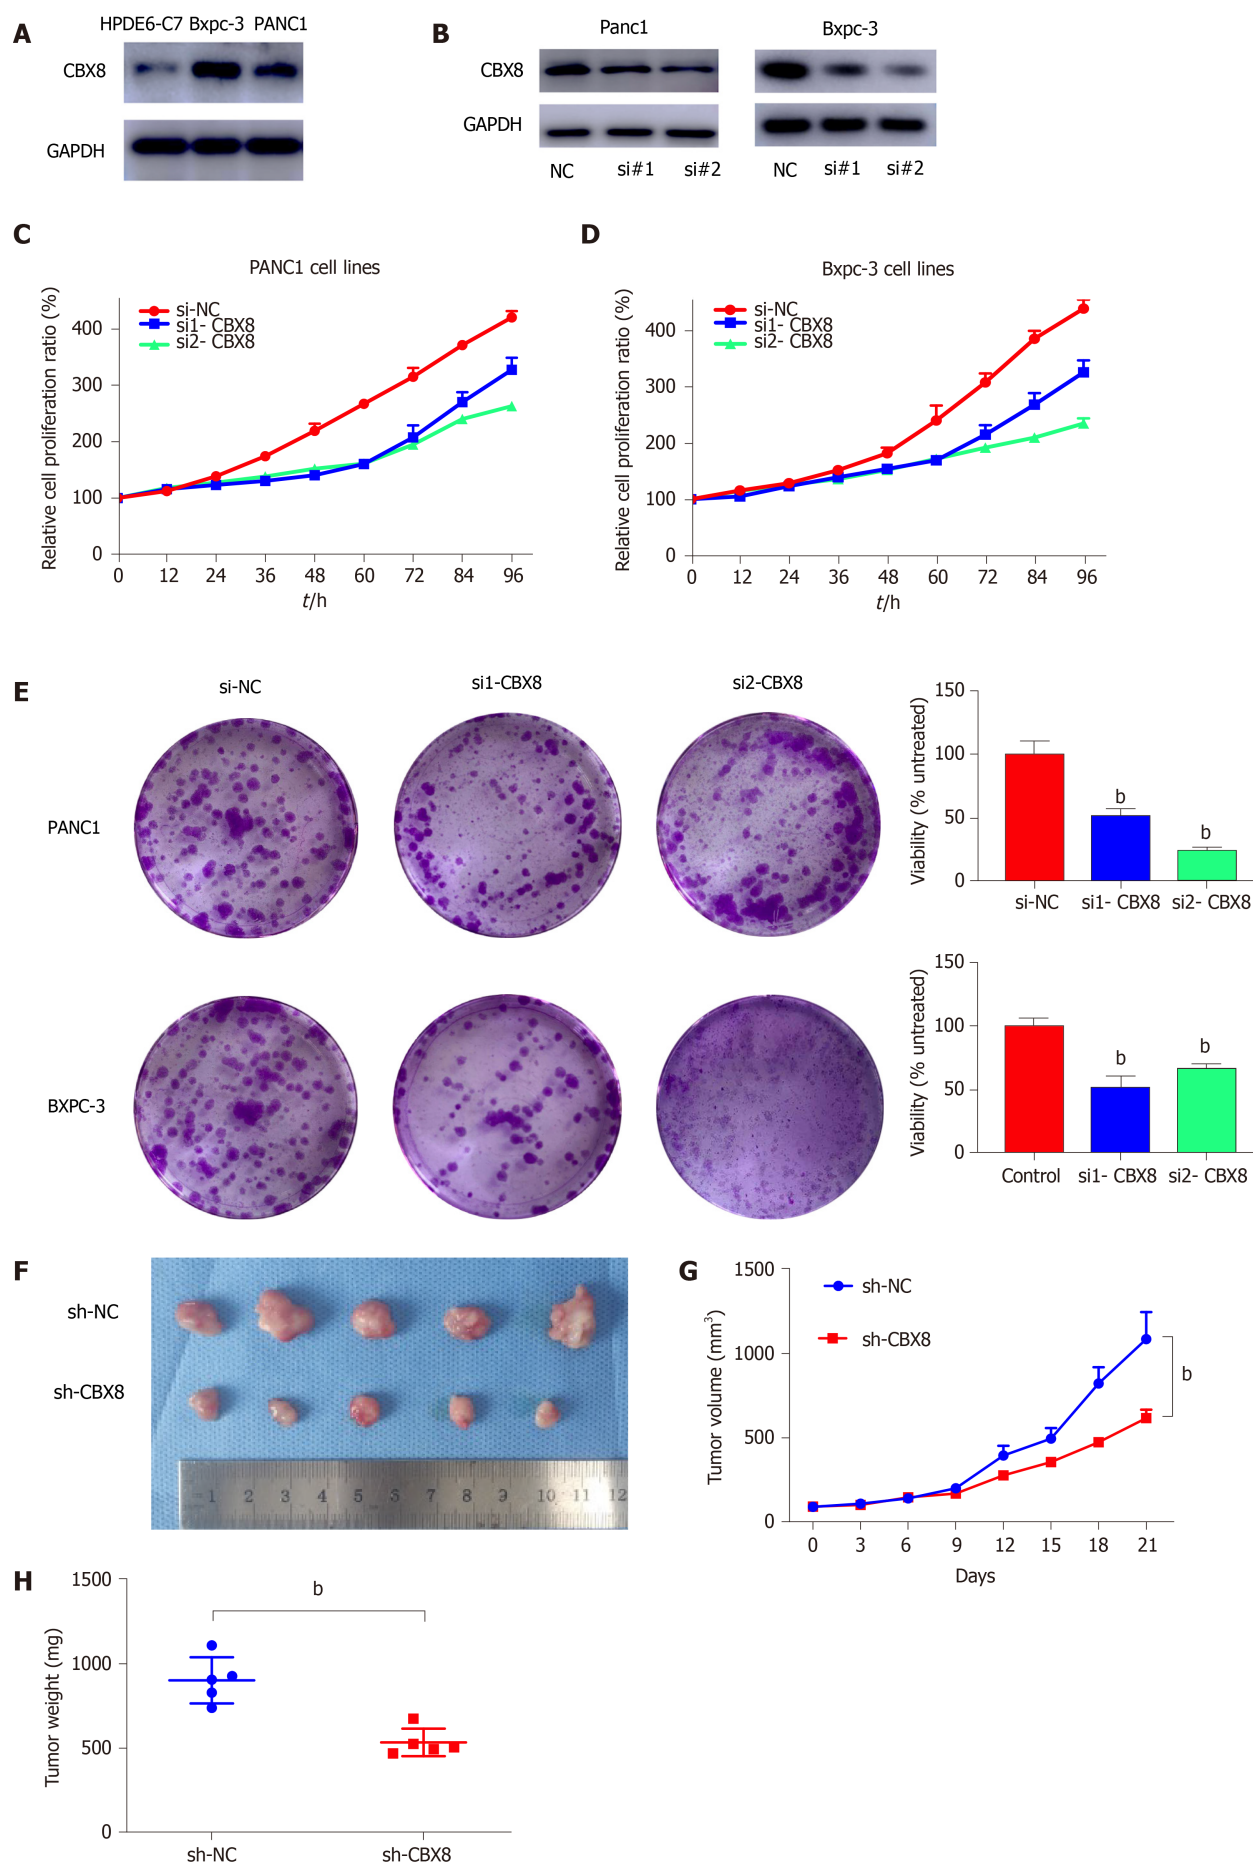 A
HPDE6-C7 Bxpc-3 PANC1
CBX8
GAPDH
B
Panc1
Bxpc-3
CBX8
GAPDH
NC si#1 si#2
NC si#1 si#2
C
PANC1 cell lines
Relative cell proliferation ratio (%)
si-NC
si1- CBX8
si2- CBX8
400
300
200
100
0
0 12 24 36 48 60 72 84 96
t/h
D
Bxpc-3 cell lines
Relative cell proliferation ratio (%)
si-NC
si1- CBX8
si2- CBX8
400
300
200
100
0
0 12 24 36 48 60 72 84 96
t/h
E
si-NC si1-CBX8 si2-CBX8
PANC1
BXPC-3
Viability (% untreated)
150
100
50
0
b
b
si-NC si1- CBX8 si2- CBX8
Viability (% untreated)
150
100
50
0
b
b
Control si1- CBX8 si2- CBX8
F
sh-NC
sh-CBX8
1 2 3 4 5 6 7 8 9 10 11 12
G
Tumor volume (mm³)
sh-NC
sh-CBX8
1500
1000
500
0
b
0 3 6 9 12 15 18 21
Days
H
Tumor weight (mg)
1500
1000
500
0
b
sh-NC sh-CBX8